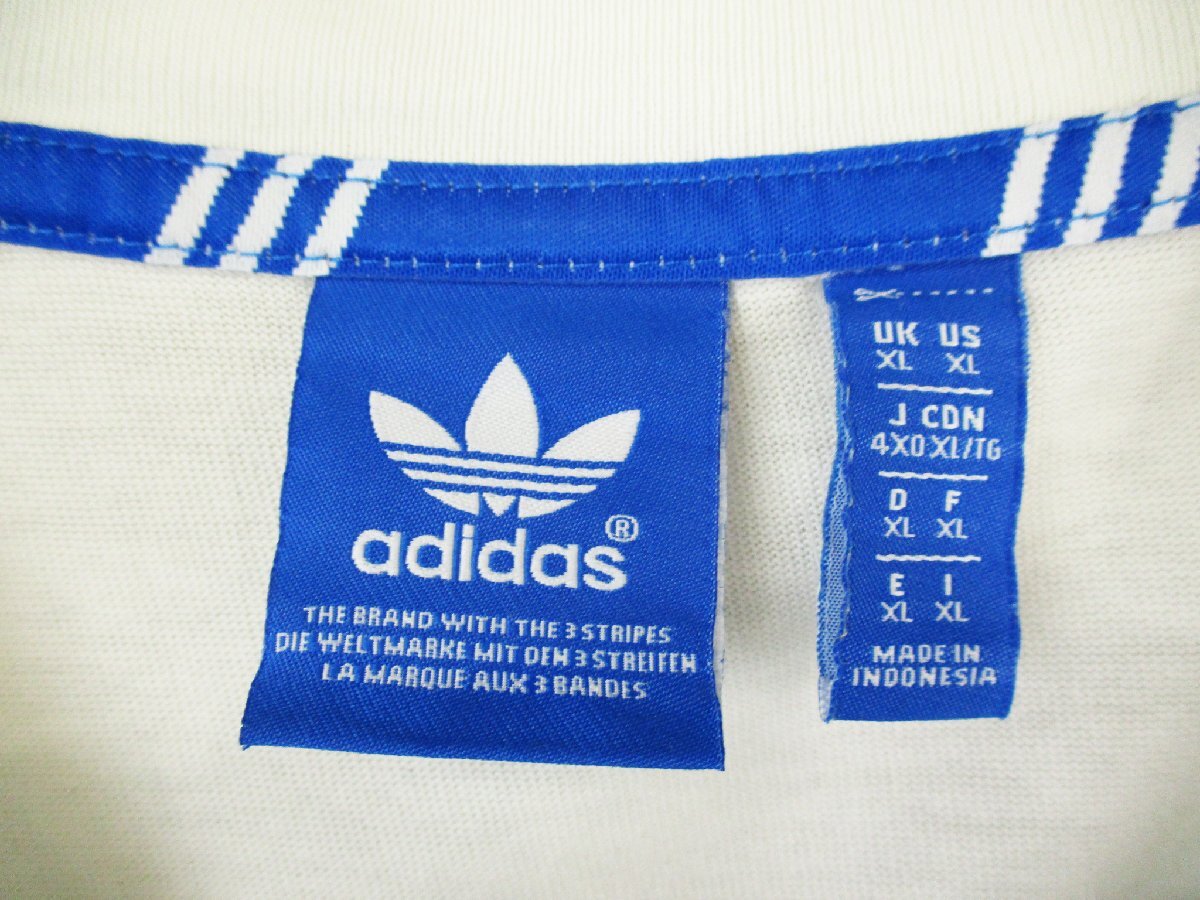 adidas®
THE BRAND WITH THE 3 STRIPES
DIE WELTMARKE MIT DEN 3 STREIFEN
LA MARQUE AUX 3 BANDES
UK US
XL XL
J CDN
4XO XL/TG
D F
XL XL
E I
XL XL
MADE IN
INDONESIA